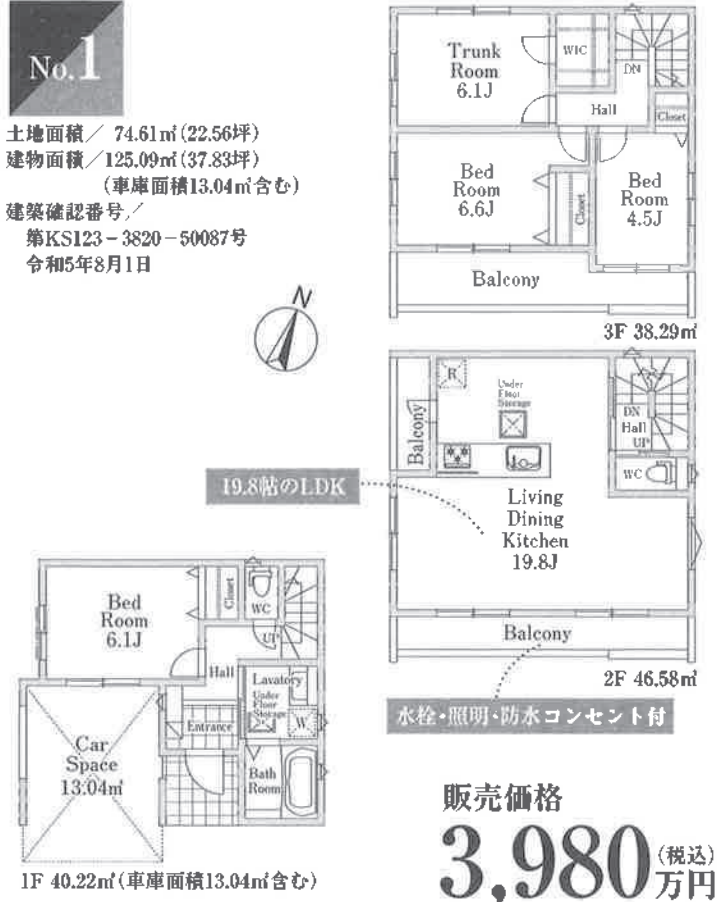 No.1
土地面積／ 74.61㎡(22.56坪)
建物面積／125.09㎡(37.83坪)
(車庫面積13.04㎡含む)
建築確認番号／
第KS123－3820－50087号
令和5年8月1日
N
Trunk
Room
6.1J
WIC
DN
Hall
Closet
Bed
Room
6.6J
Closet
Bed
Room
4.5J
Balcony
3F 38.29㎡
R
Under
Floor
Storage
Balcony
DN
Hall
UP
WC
19.8帖のLDK
Living
Dining
Kitchen
19.8J
Balcony
2F 46.58㎡
水栓・照明・防水コンセント付
Bed
Room
6.1J
Closet
WC
UP
Hall
Lavatory
Under
Floor
Storage
W
Entrance
Car
Space
13.04㎡
Bath
Room
1F 40.22㎡(車庫面積13.04㎡含む)
販売価格
3,980万円(税込)